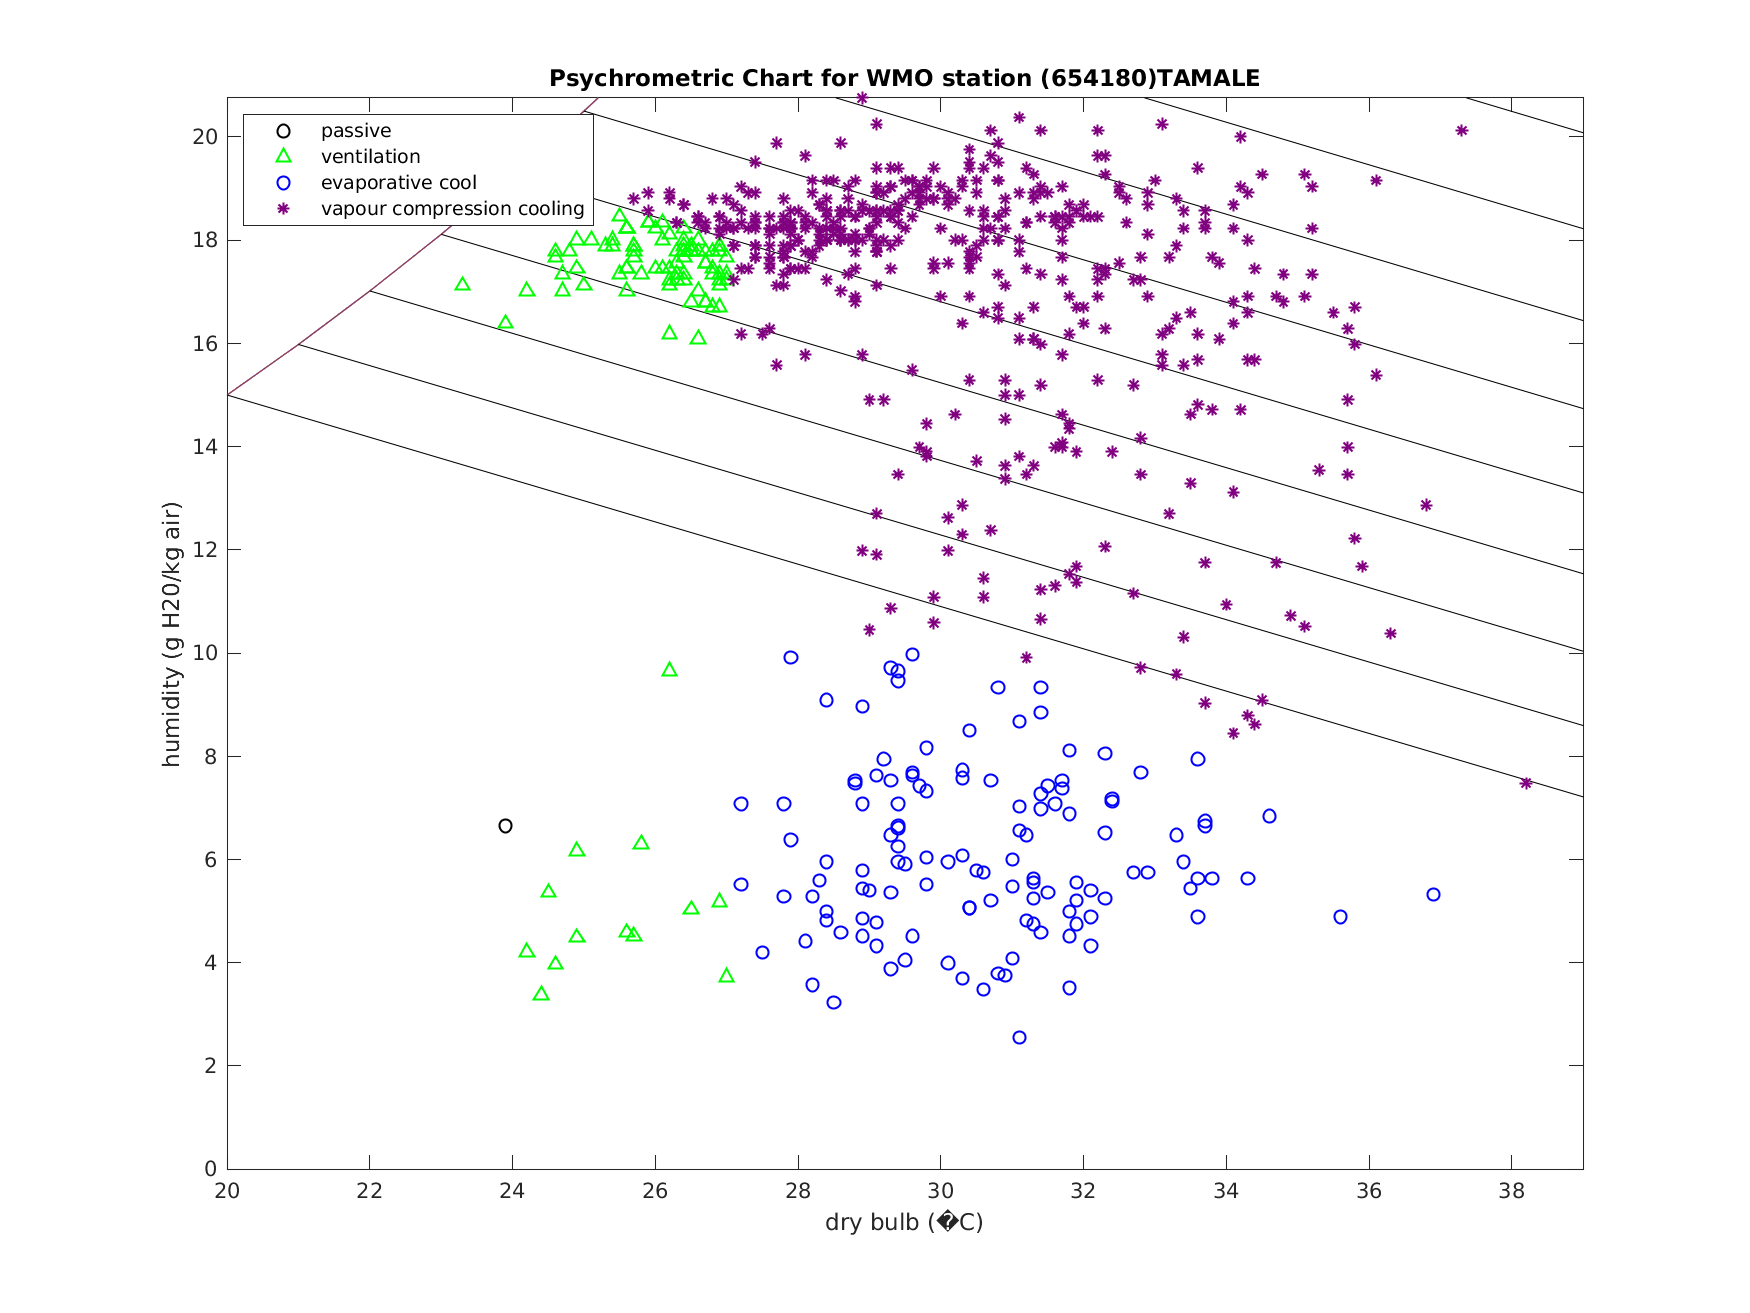 Psychrometric Chart for WMO station (654180)TAMALE
passive
ventilation
evaporative cool
vapour compression cooling
humidity (g H20/kg air)
20
18
16
14
12
10
8
6
4
2
0
20 22 24 26 28 30 32 34 36 38
dry bulb (�C)